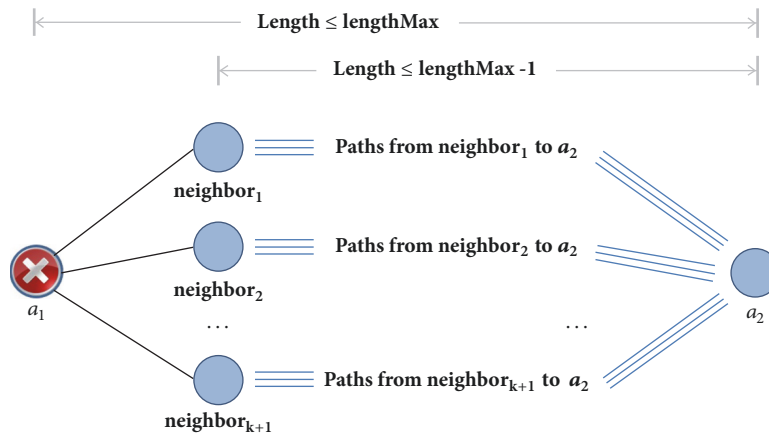 Length ≤ lengthMax
Length ≤ lengthMax -1
Paths from neighbor₁ to a₂
neighbor₁
Paths from neighbor₂ to a₂
neighbor₂
a₁
a₂
... ...
Paths from neighborₖ₊₁ to a₂
neighborₖ₊₁